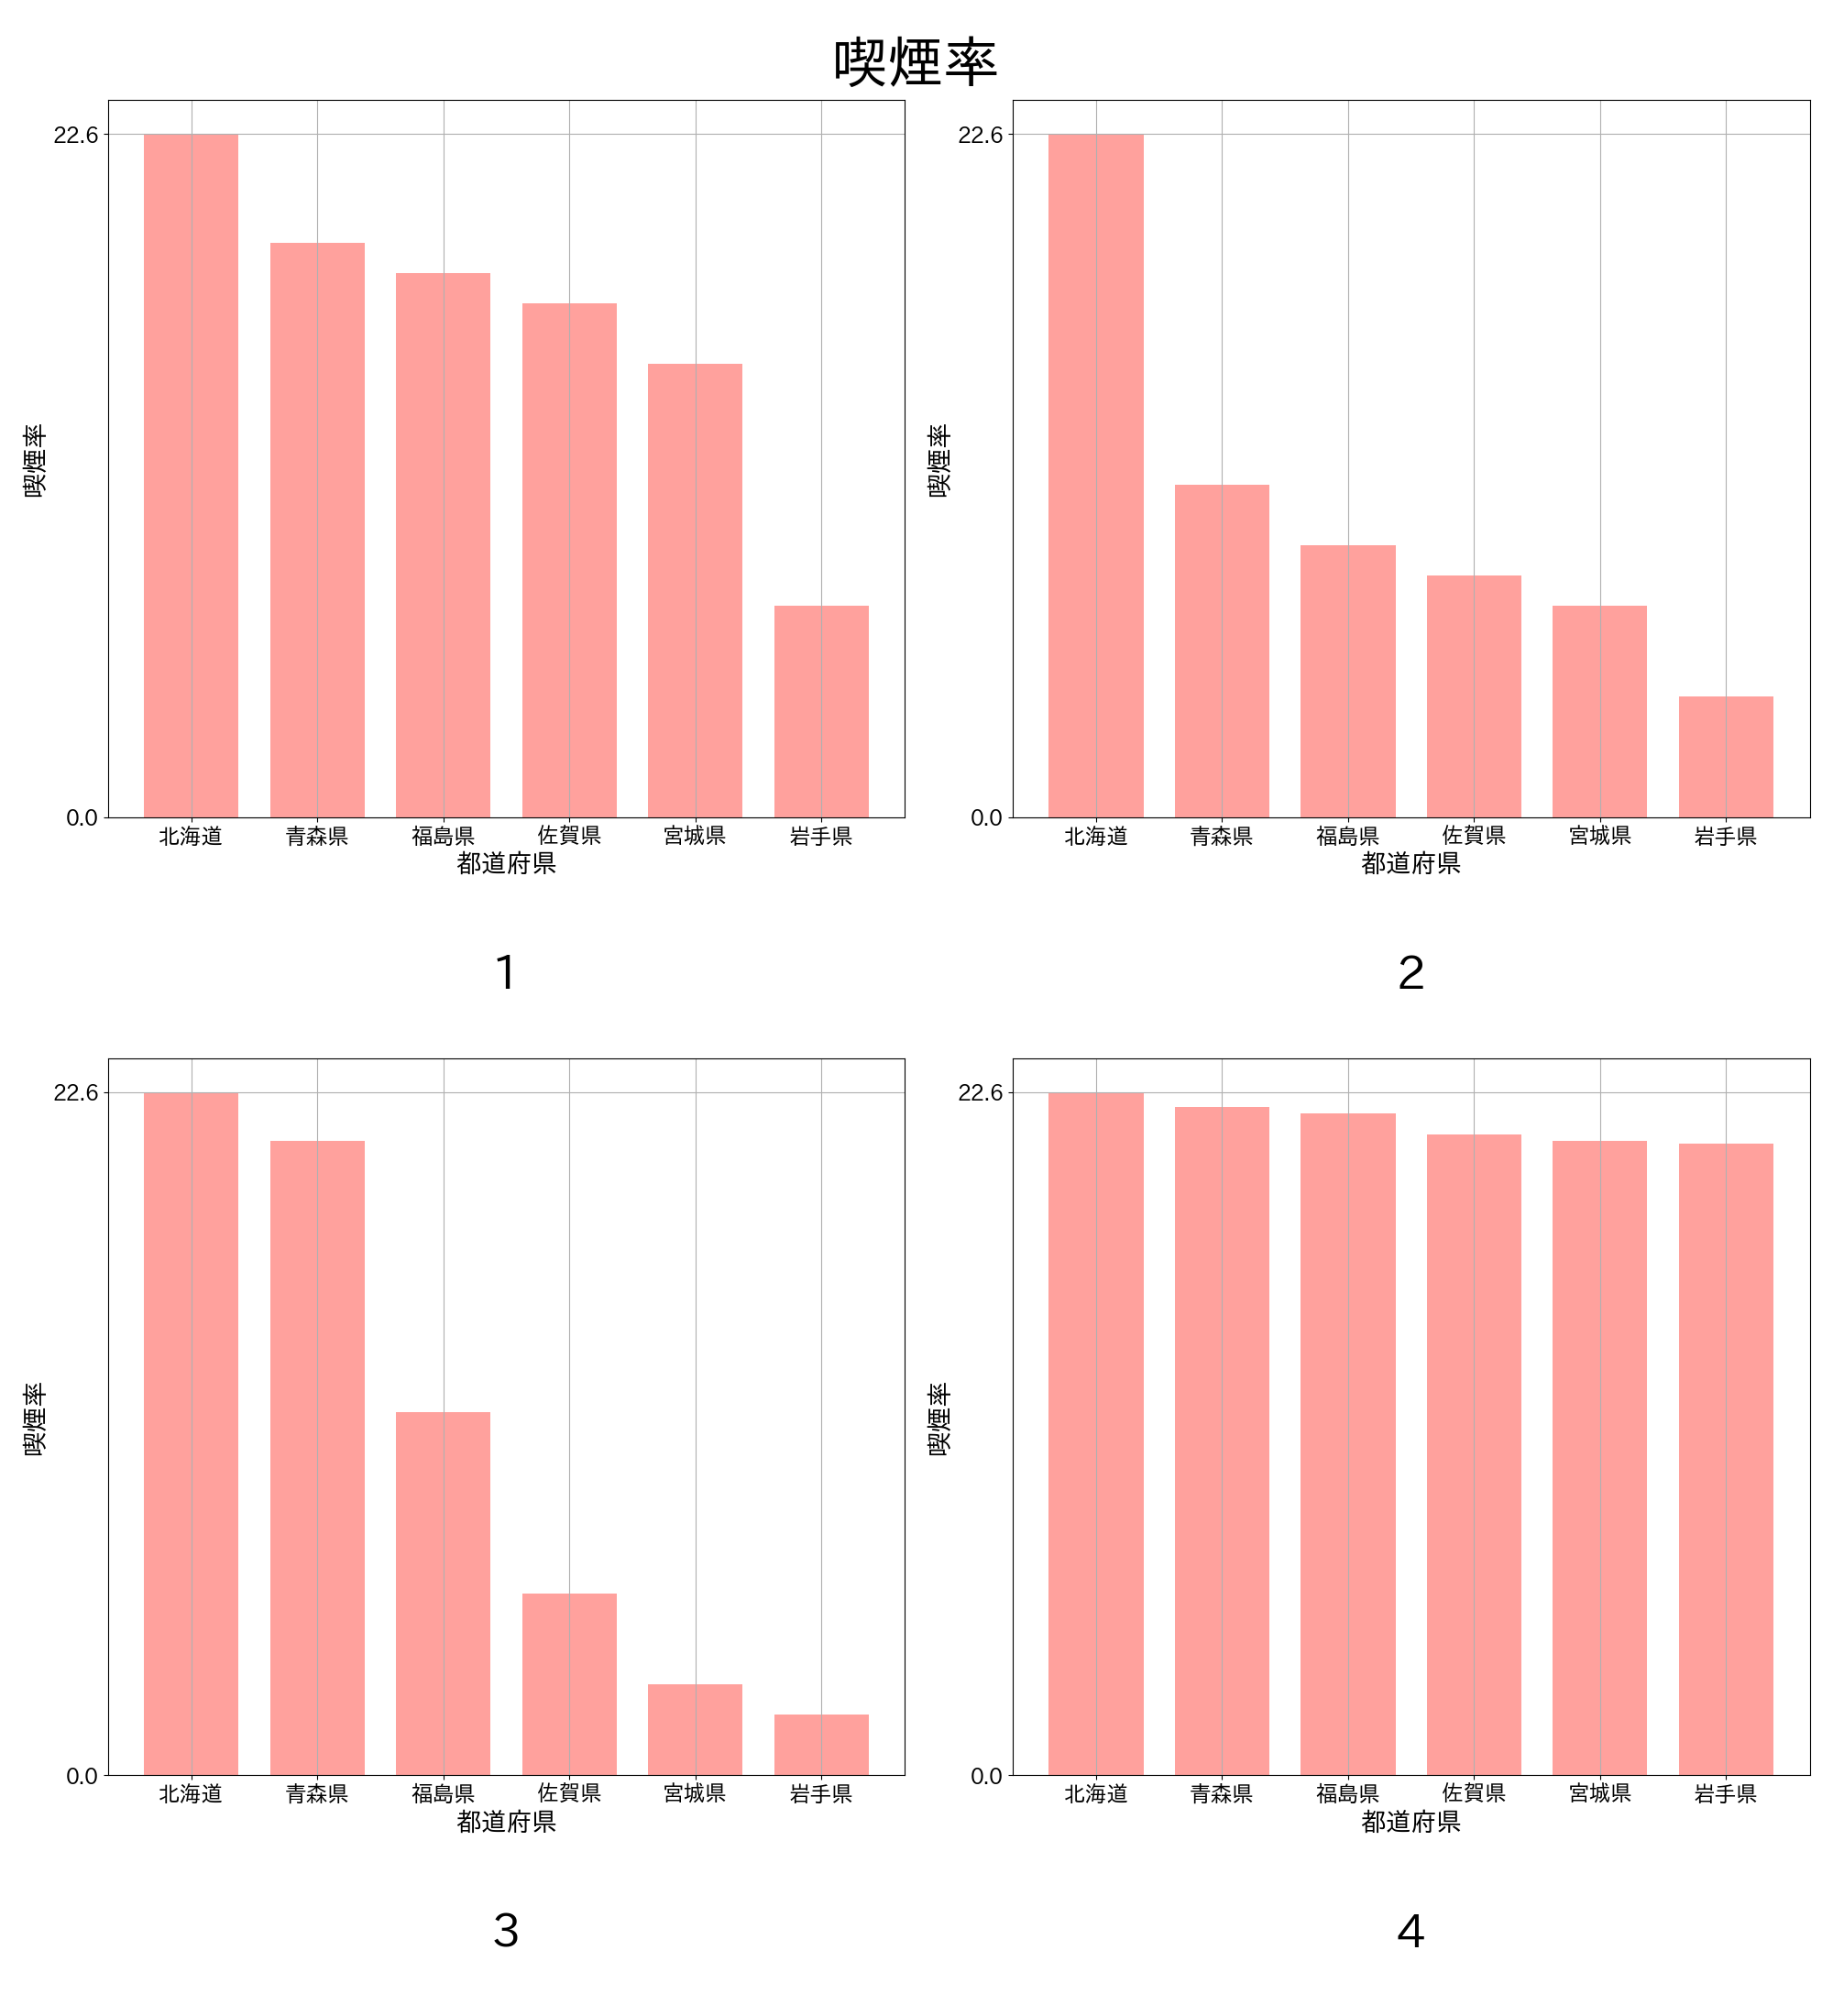 喫煙率
22.6
0.0
喫煙率
北海道 青森県 福島県 佐賀県 宮城県 岩手県
都道府県
1
22.6
0.0
喫煙率
北海道 青森県 福島県 佐賀県 宮城県 岩手県
都道府県
2
22.6
0.0
喫煙率
北海道 青森県 福島県 佐賀県 宮城県 岩手県
都道府県
3
22.6
0.0
喫煙率
北海道 青森県 福島県 佐賀県 宮城県 岩手県
都道府県
4